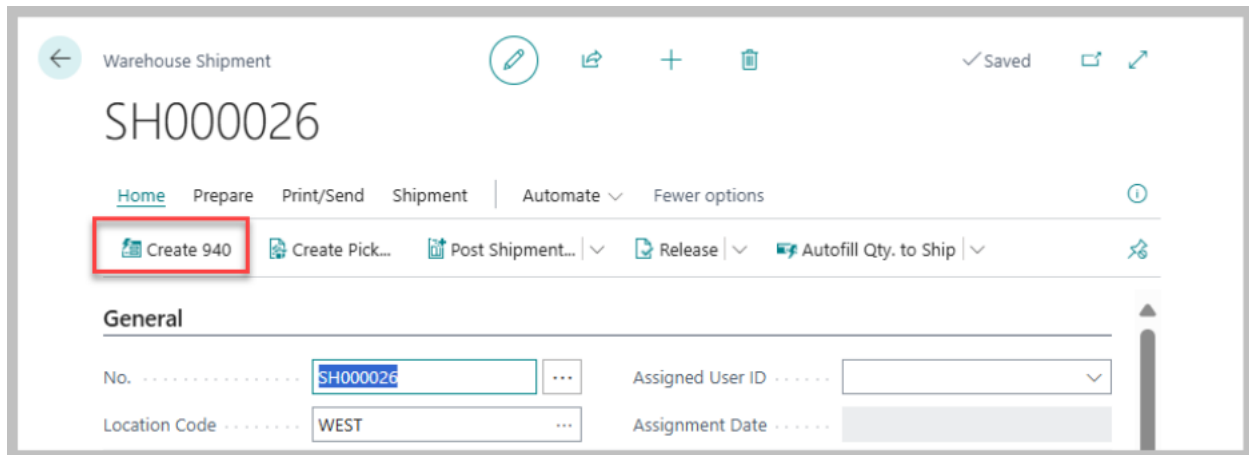 Warehouse Shipment
Saved
SH000026
Home Prepare Print/Send Shipment Automate Fewer options
Create 940 Create Pick... Post Shipment... Release Autofill Qty. to Ship
General
No. SH000026 ... Assigned User ID
Location Code WEST ... Assignment Date